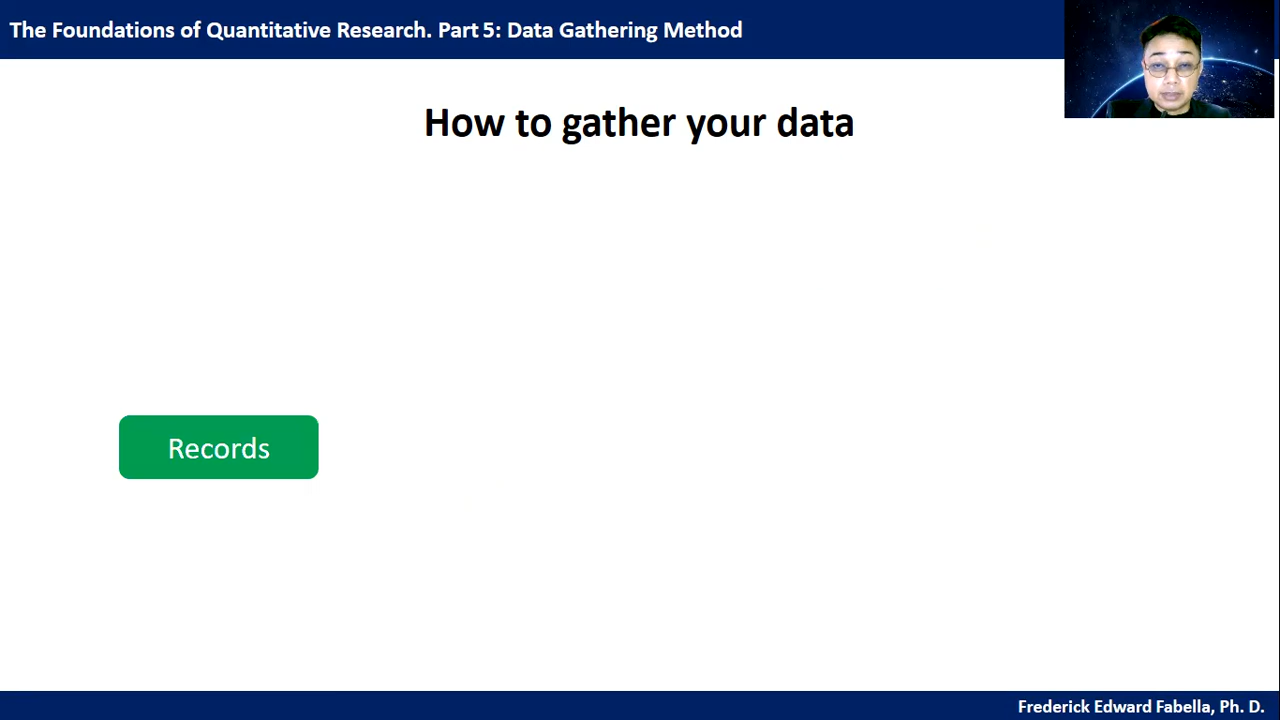 The Foundations of Quantitative Research. Part 5: Data Gathering Method
How to gather your data
Records
Frederick Edward Fabella, Ph. D.